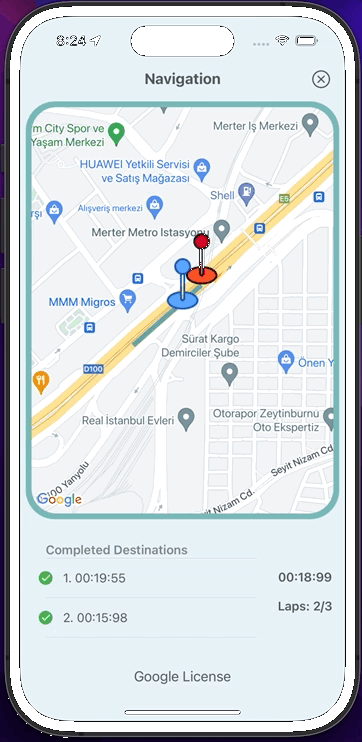 8:24
Navigation
m City Spor ve
Yaşam Merkezi
Merter İş Merkezi
HUAWEI Yetkili Servisi
ve Satış Mağazası
Shell
E5
rşı
Alışveriş merkezi
Merter Metro Istasyonu
MMM Migros
Sürat Kargo
Demirciler Şube
Önen Y
D100
Real İstanbul Evleri
Otorapor Zeytinburnu
Oto Ekspertiz
Seyit Nizam Cd.
100 Yanyolu
Google
Seyit Nizam Cd.
Completed Destinations
1. 00:19:55
00:18:99
Laps: 2/3
2. 00:15:98
Google License